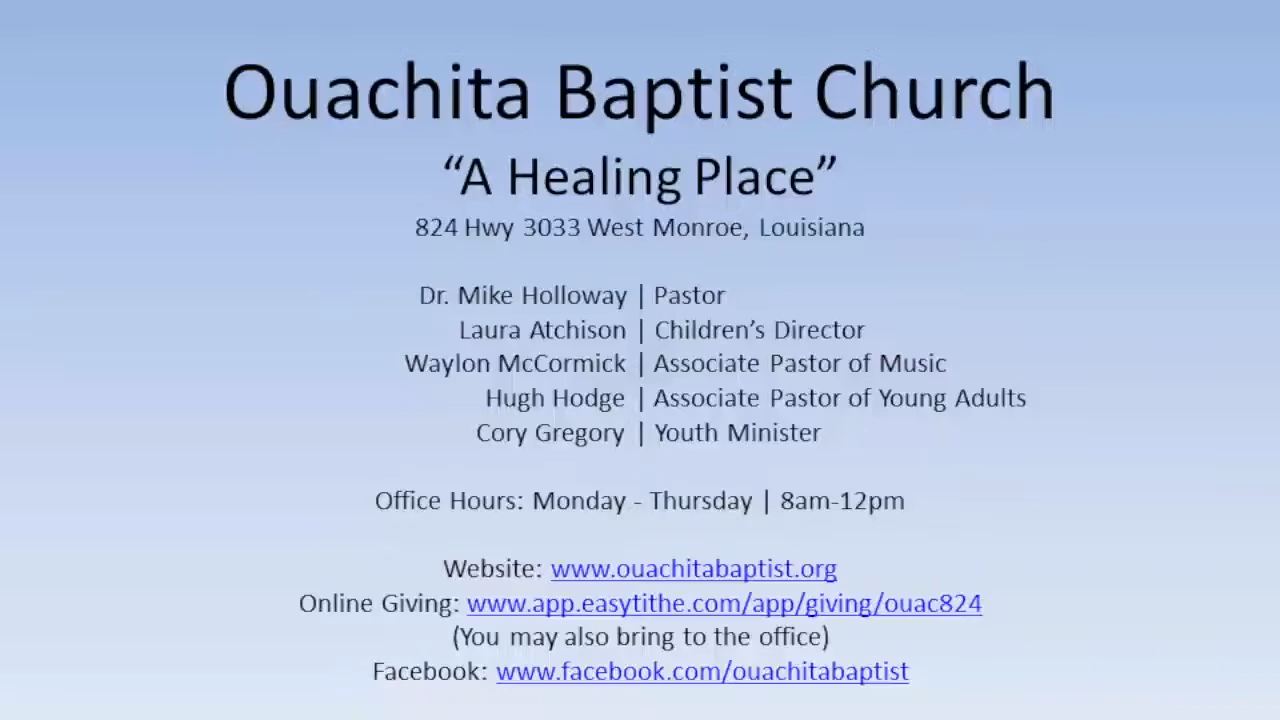 Ouachita Baptist Church
“A Healing Place”
824 Hwy 3033 West Monroe, Louisiana
Dr. Mike Holloway | Pastor
Laura Atchison | Children’s Director
Waylon McCormick | Associate Pastor of Music
Hugh Hodge | Associate Pastor of Young Adults
Cory Gregory | Youth Minister
Office Hours: Monday - Thursday | 8am-12pm
Website: www.ouachitabaptist.org
Online Giving: www.app.easytithe.com/app/giving/ouac824
(You may also bring to the office)
Facebook: www.facebook.com/ouachitabaptist